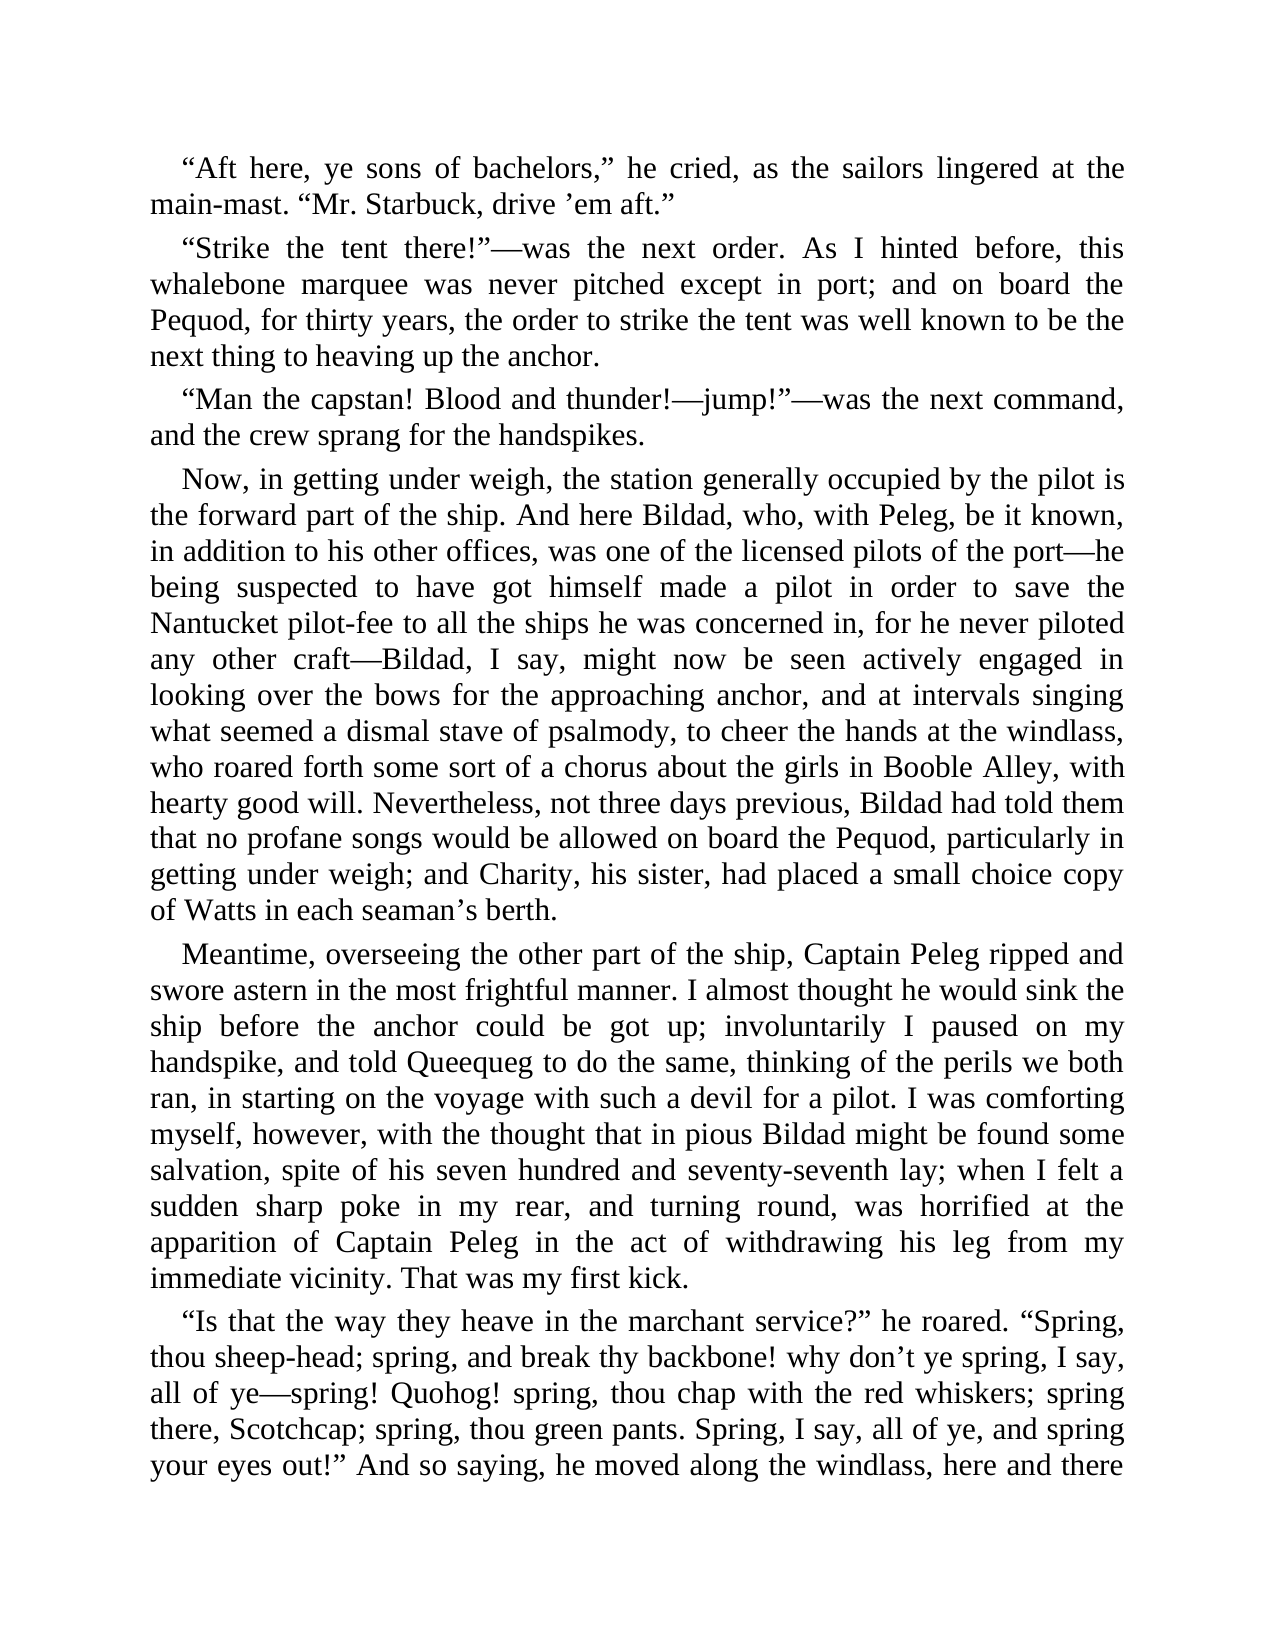 “Aft here, ye sons of bachelors,” he cried, as the sailors lingered at the
main-mast. “Mr. Starbuck, drive ’em aft.”
“Strike the tent there!”—was the next order. As I hinted before, this
whalebone marquee was never pitched except in port; and on board the
Pequod, for thirty years, the order to strike the tent was well known to be the
next thing to heaving up the anchor.
“Man the capstan! Blood and thunder!—jump!”—was the next command,
and the crew sprang for the handspikes.
Now, in getting under weigh, the station generally occupied by the pilot is
the forward part of the ship. And here Bildad, who, with Peleg, be it known,
in addition to his other offices, was one of the licensed pilots of the port—he
being suspected to have got himself made a pilot in order to save the
Nantucket pilot-fee to all the ships he was concerned in, for he never piloted
any other craft—Bildad, I say, might now be seen actively engaged in
looking over the bows for the approaching anchor, and at intervals singing
what seemed a dismal stave of psalmody, to cheer the hands at the windlass,
who roared forth some sort of a chorus about the girls in Booble Alley, with
hearty good will. Nevertheless, not three days previous, Bildad had told them
that no profane songs would be allowed on board the Pequod, particularly in
getting under weigh; and Charity, his sister, had placed a small choice copy
of Watts in each seaman’s berth.
Meantime, overseeing the other part of the ship, Captain Peleg ripped and
swore astern in the most frightful manner. I almost thought he would sink the
ship before the anchor could be got up; involuntarily I paused on my
handspike, and told Queequeg to do the same, thinking of the perils we both
ran, in starting on the voyage with such a devil for a pilot. I was comforting
myself, however, with the thought that in pious Bildad might be found some
salvation, spite of his seven hundred and seventy-seventh lay; when I felt a
sudden sharp poke in my rear, and turning round, was horrified at the
apparition of Captain Peleg in the act of withdrawing his leg from my
immediate vicinity. That was my first kick.
“Is that the way they heave in the marchant service?” he roared. “Spring,
thou sheep-head; spring, and break thy backbone! why don’t ye spring, I say,
all of ye—spring! Quohog! spring, thou chap with the red whiskers; spring
there, Scotchcap; spring, thou green pants. Spring, I say, all of ye, and spring
your eyes out!” And so saying, he moved along the windlass, here and there